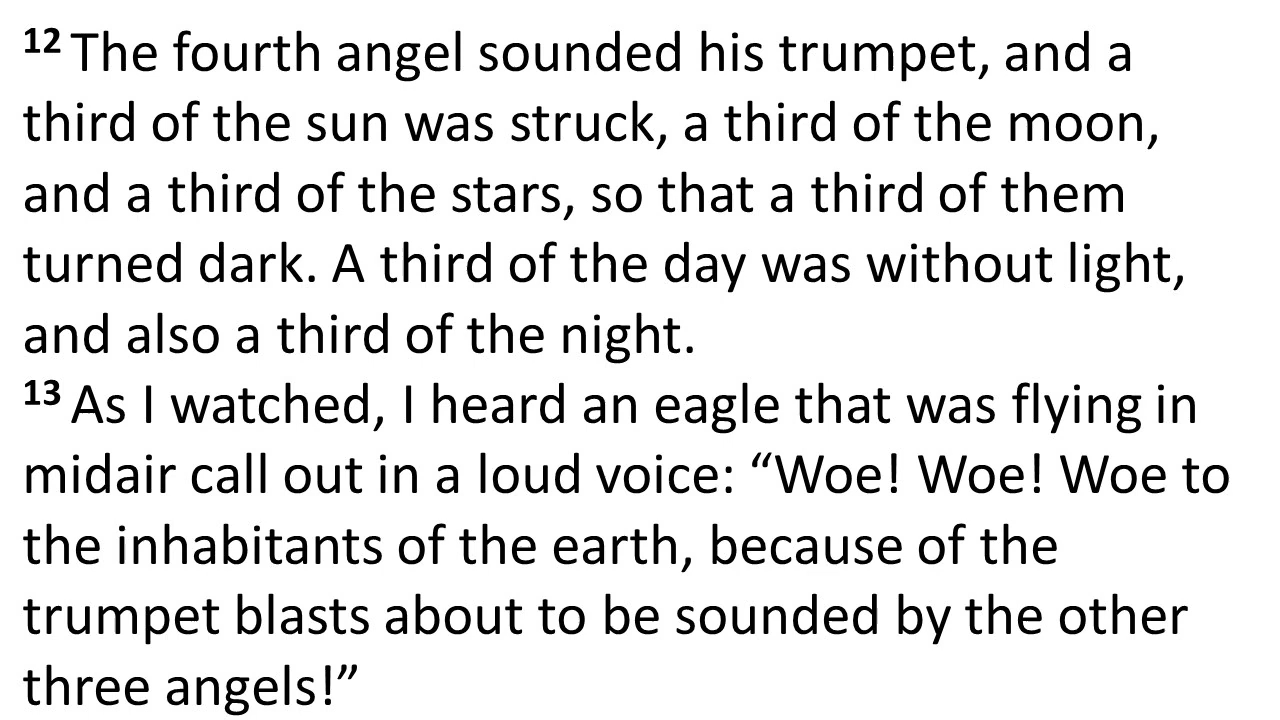 12 The fourth angel sounded his trumpet, and a
third of the sun was struck, a third of the moon,
and a third of the stars, so that a third of them
turned dark. A third of the day was without light,
and also a third of the night.
13 As I watched, I heard an eagle that was flying in
midair call out in a loud voice: “Woe! Woe! Woe to
the inhabitants of the earth, because of the
trumpet blasts about to be sounded by the other
three angels!”